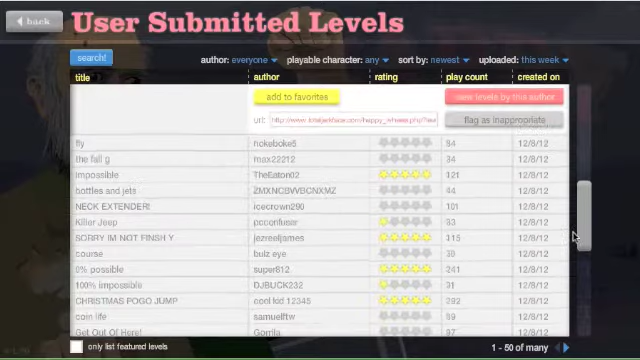 back
User Submitted Levels
search!
author: everyone playable character: any sort by: newest uploaded: this week
title author rating play count created on
add to favorites view levels by this author
url: flag as inappropriate
fly hokeboke5 84 12/8/12
the fall g max22212 34 12/8/12
Impossible TheEaton02 121 12/8/12
bottles and jets ZMXNCBVVBCNXMZ 44 12/8/12
NECK EXTENDER! icecrown290 101 12/8/12
Killer Jeep pcconfuser 33 12/8/12
SORRY IM NOT FINSH Y jezreeljames 115 12/8/12
course bulz eye 12/8/12
0% possible super812 241 12/8/12
100% impossible DJBUCK232 31 12/8/12
CHRISTMAS POGO JUMP cool kid 12345 292 12/8/12
coin life samuelftw 12/8/12
Get Out Of Here! Gorrila 97 12/8/12
only list featured levels 1 - 50 of many